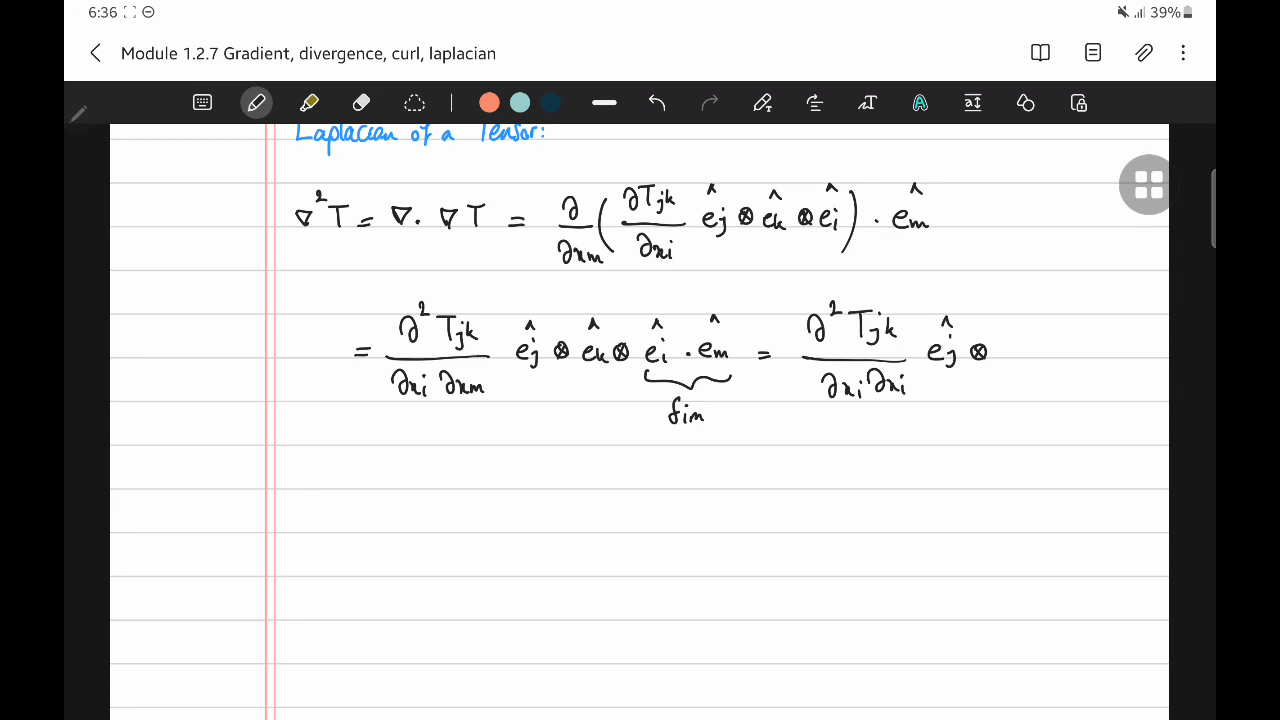 6:36
39%
Module 1.2.7 Gradient, divergence, curl, laplacian
Laplacian of a Tensor:
∇²T = ∇·∇T = ∂/∂xm (∂Tjk/∂xi êj ⊗ êk ⊗ êi) · êm
= ∂²Tjk/∂xi ∂xm êj ⊗ êk ⊗ êi · êm = ∂²Tjk/∂xi∂xi êj ⊗
δim